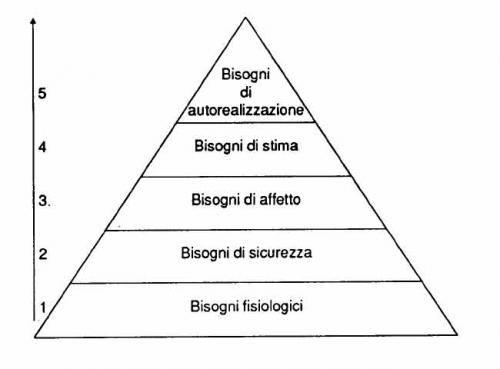 Bisogni
di
autorealizzazione
5
Bisogni di stima
4
Bisogni di affetto
3.
Bisogni di sicurezza
2
Bisogni fisiologici
1